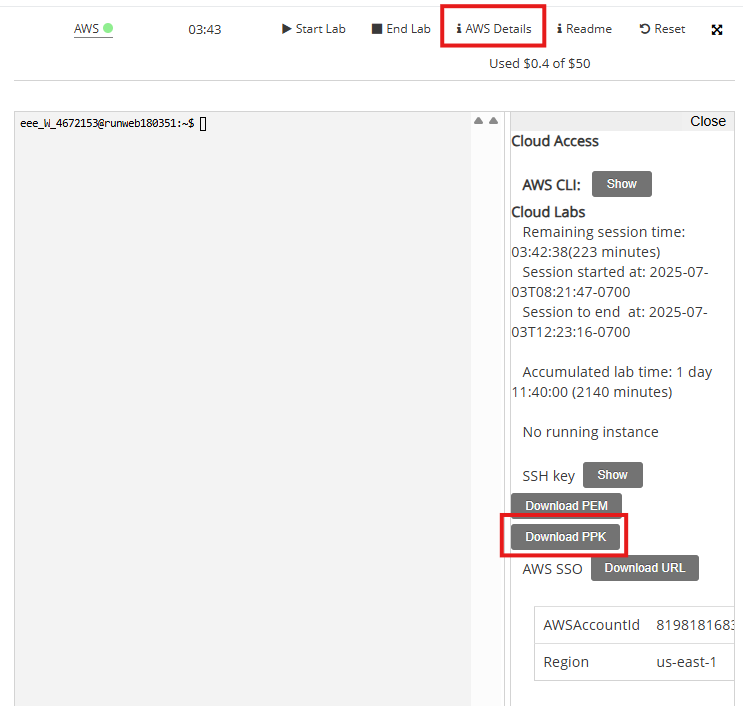 AWS 03:43 Start Lab End Lab AWS Details Readme Reset
Used $0.4 of $50
eee_W_4672153@runweb180351:~$
Close
Cloud Access
AWS CLI: Show
Cloud Labs
Remaining session time:
03:42:38(223 minutes)
Session started at: 2025-07-
03T08:21:47-0700
Session to end at: 2025-07-
03T12:23:16-0700
Accumulated lab time: 1 day
11:40:00 (2140 minutes)
No running instance
SSH key Show
Download PEM
Download PPK
AWS SSO Download URL
AWSAccountId 819818168
Region us-east-1